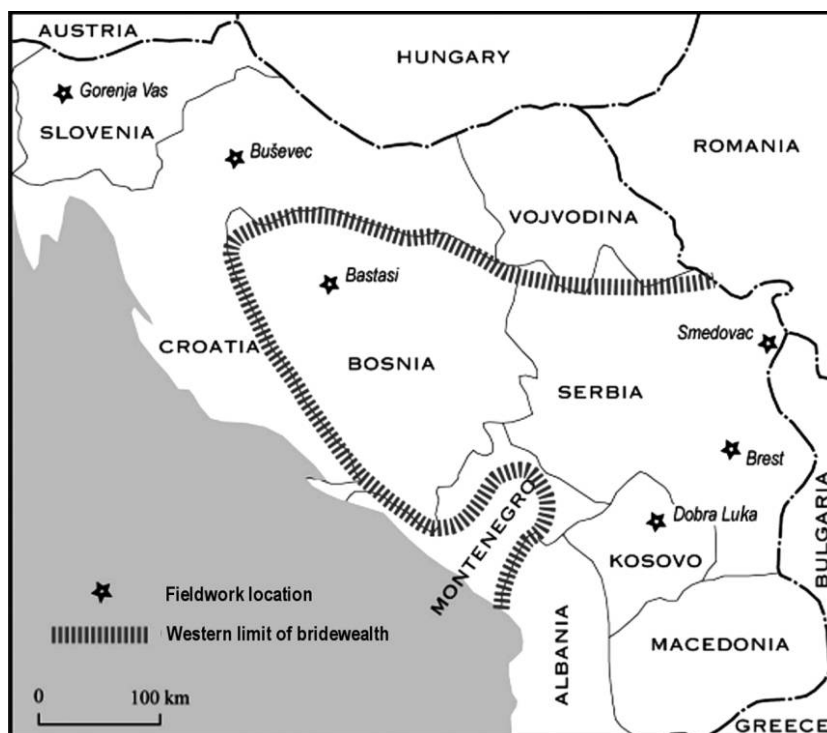 AUSTRIA
HUNGARY
Gorenja Vas
SLOVENIA
Buševec
ROMANIA
VOJVODINA
Bastasi
Smedovac
CROATIA
BOSNIA
SERBIA
Brest
MONTENEGRO
Dobra Luka
BULGARIA
KOSOVO
Fieldwork location
Western limit of bridewealth
ALBANIA
MACEDONIA
0 100 km
GREECE